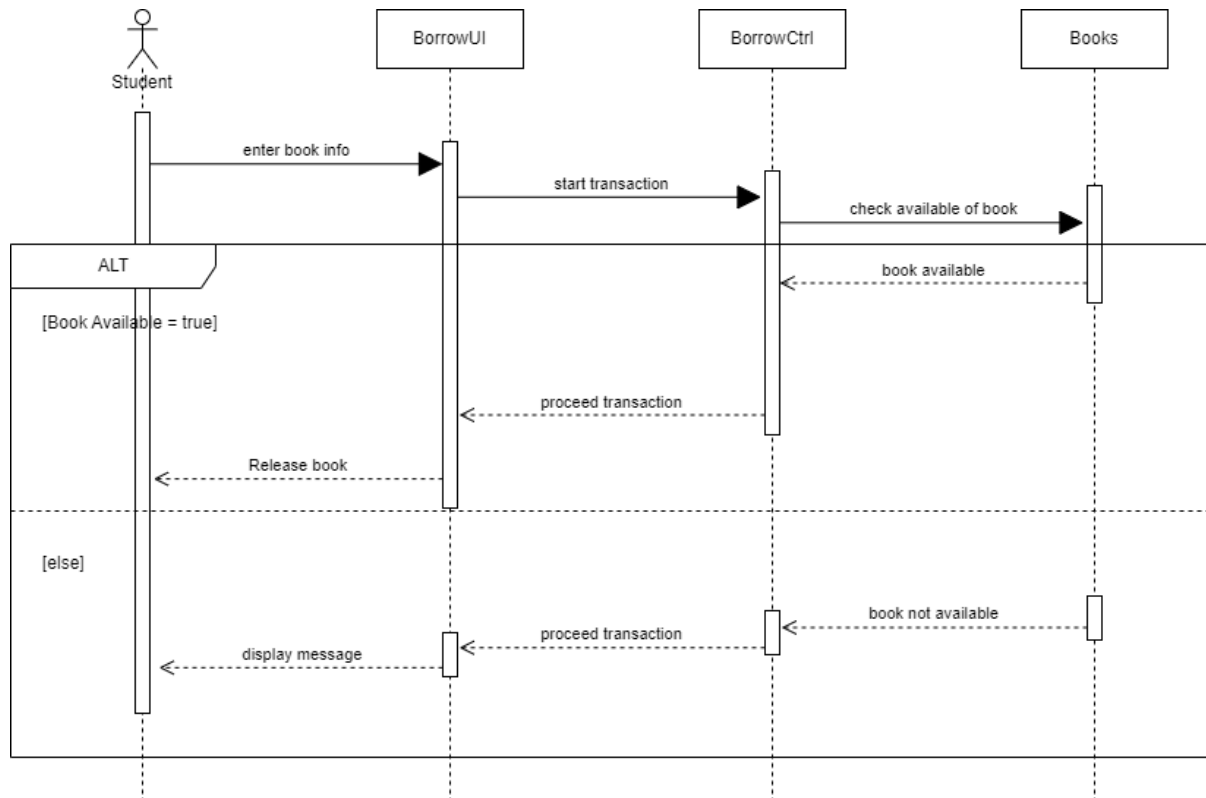 Student
BorrowUI
BorrowCtrl
Books
enter book info
start transaction
check available of book
ALT
book available
[Book Available = true]
proceed transaction
Release book
[else]
book not available
proceed transaction
display message